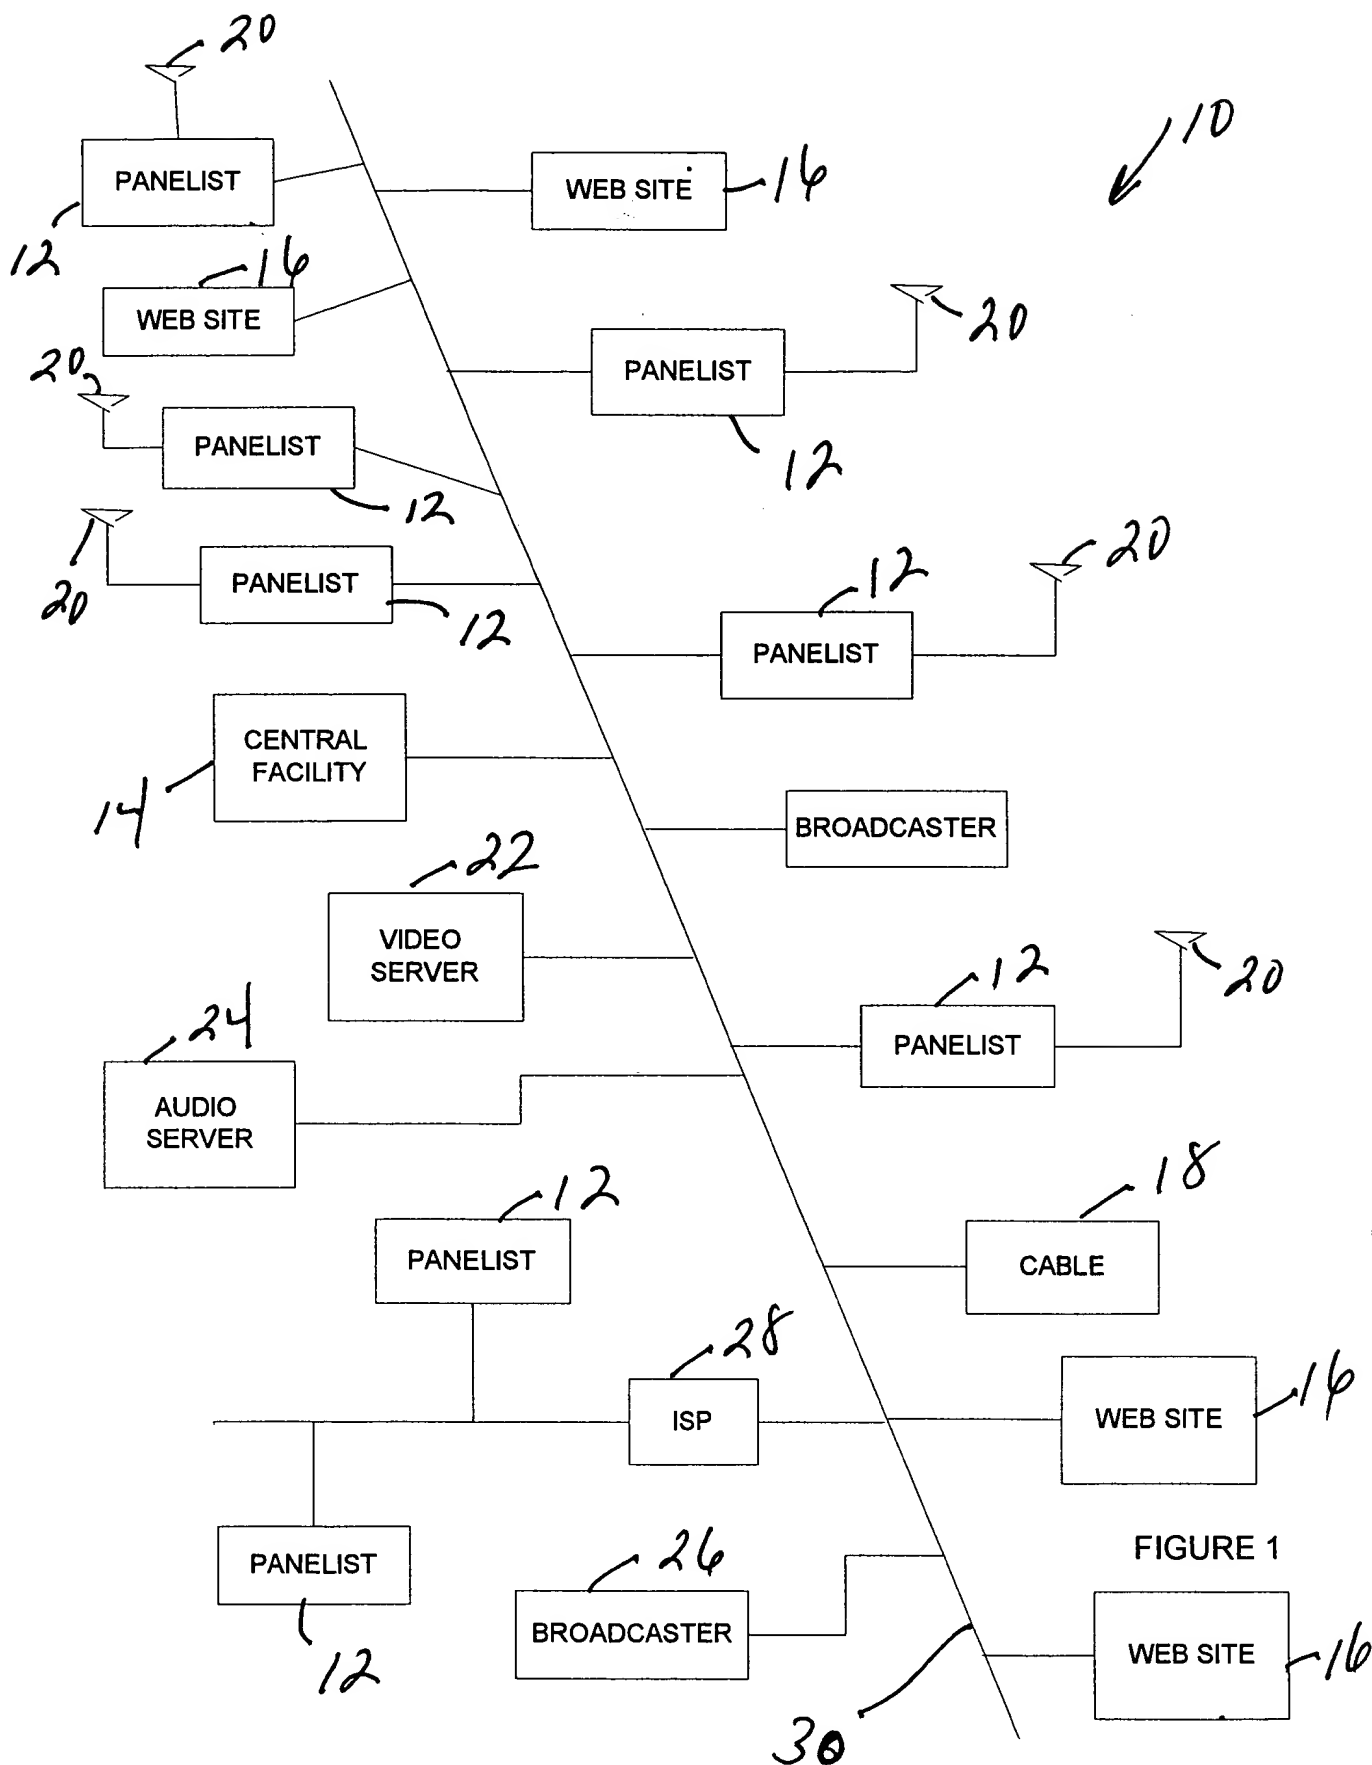 20
10
PANELIST
WEB SITE
16
12
16
WEB SITE
20
20
PANELIST
20
PANELIST
12
12
20
PANELIST
20
12
12
PANELIST
CENTRAL
FACILITY
14
BROADCASTER
22
VIDEO
SERVER
12
20
PANELIST
24
AUDIO
SERVER
12
PANELIST
18
CABLE
28
ISP
WEB SITE
16
PANELIST
12
26
BROADCASTER
FIGURE 1
WEB SITE
16
30